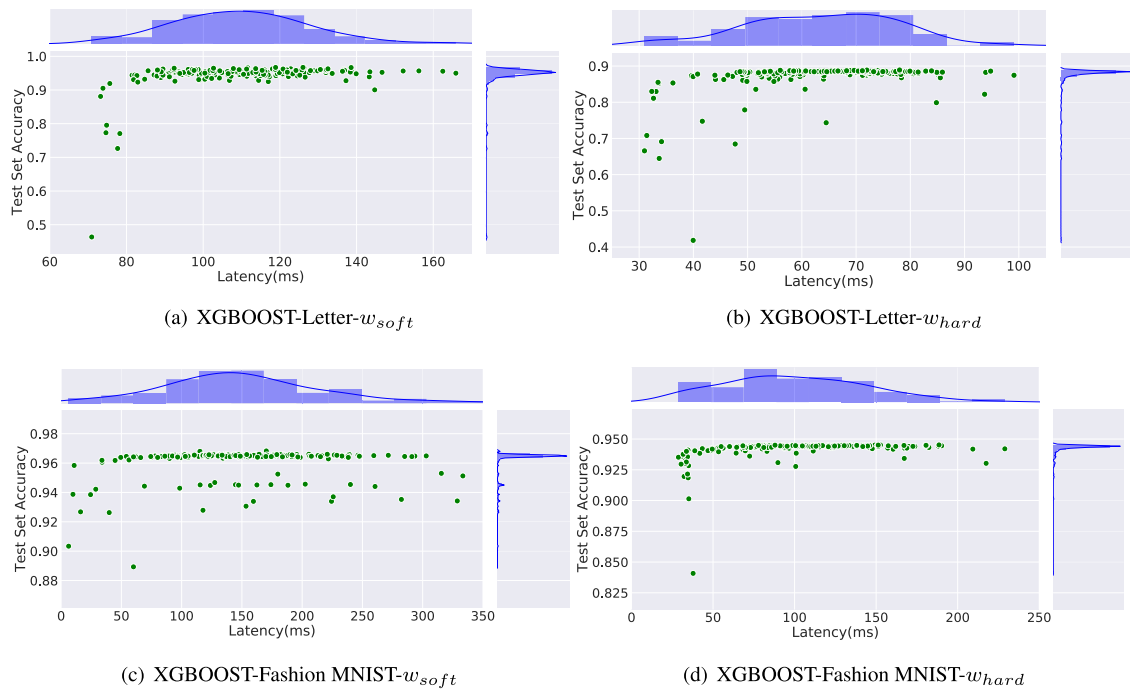 1.0
0.9
0.8
0.7
0.6
0.5
Test Set Accuracy
60 80 100 120 140 160
Latency(ms)
(a) XGBOOST-Letter-w_soft
0.9
0.8
0.7
0.6
0.5
0.4
Test Set Accuracy
30 40 50 60 70 80 90 100
Latency(ms)
(b) XGBOOST-Letter-w_hard
0.98
0.96
0.94
0.92
0.90
0.88
Test Set Accuracy
0 50 100 150 200 250 300 350
Latency(ms)
(c) XGBOOST-Fashion MNIST-w_soft
0.950
0.925
0.900
0.875
0.850
0.825
Test Set Accuracy
0 50 100 150 200 250
Latency(ms)
(d) XGBOOST-Fashion MNIST-w_hard